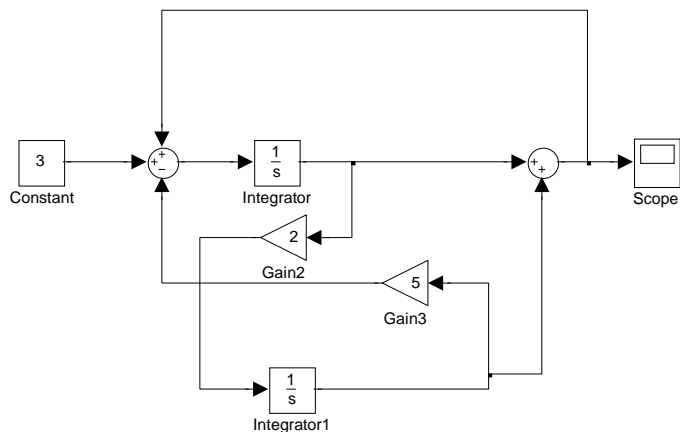 +
+
−
3
Constant
1
s
Integrator
+
+
Scope
2
Gain2
5
Gain3
1
s
Integrator1